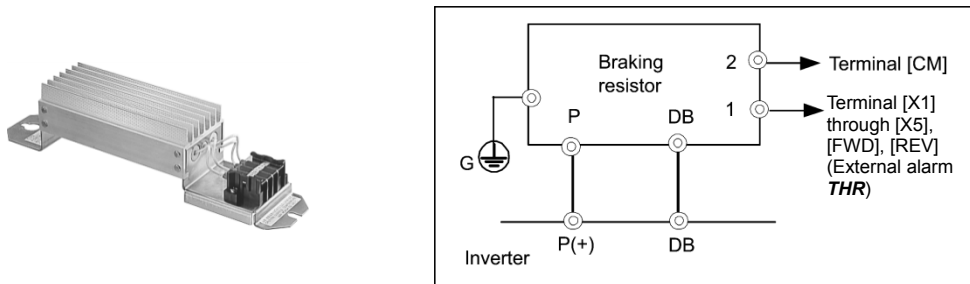 Braking
resistor
2
Terminal [CM]
1
Terminal [X1]
through [X5],
[FWD], [REV]
(External alarm
THR)
P
DB
G
P(+)
DB
Inverter